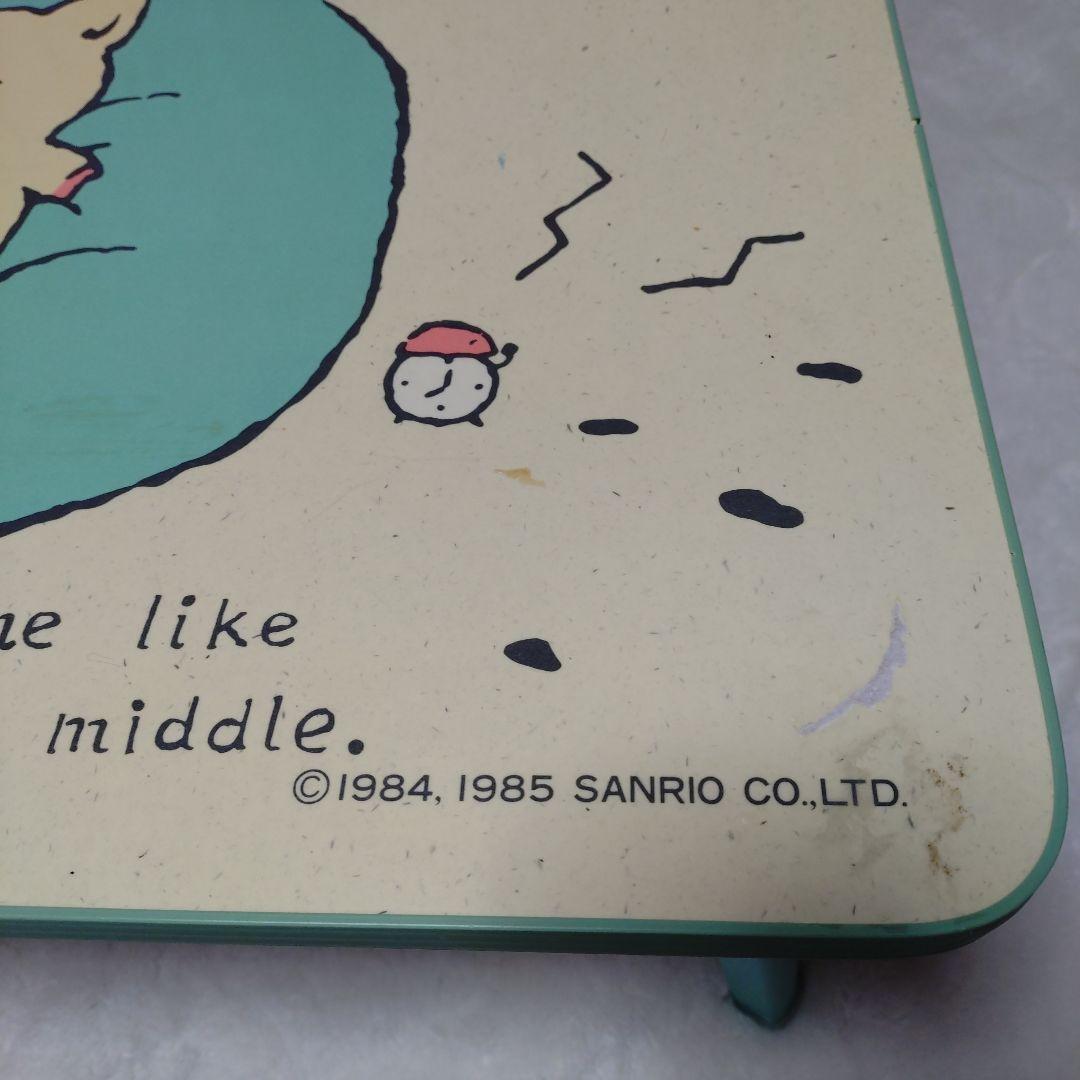 like
middle.
©1984, 1985 SANRIO CO.,LTD.